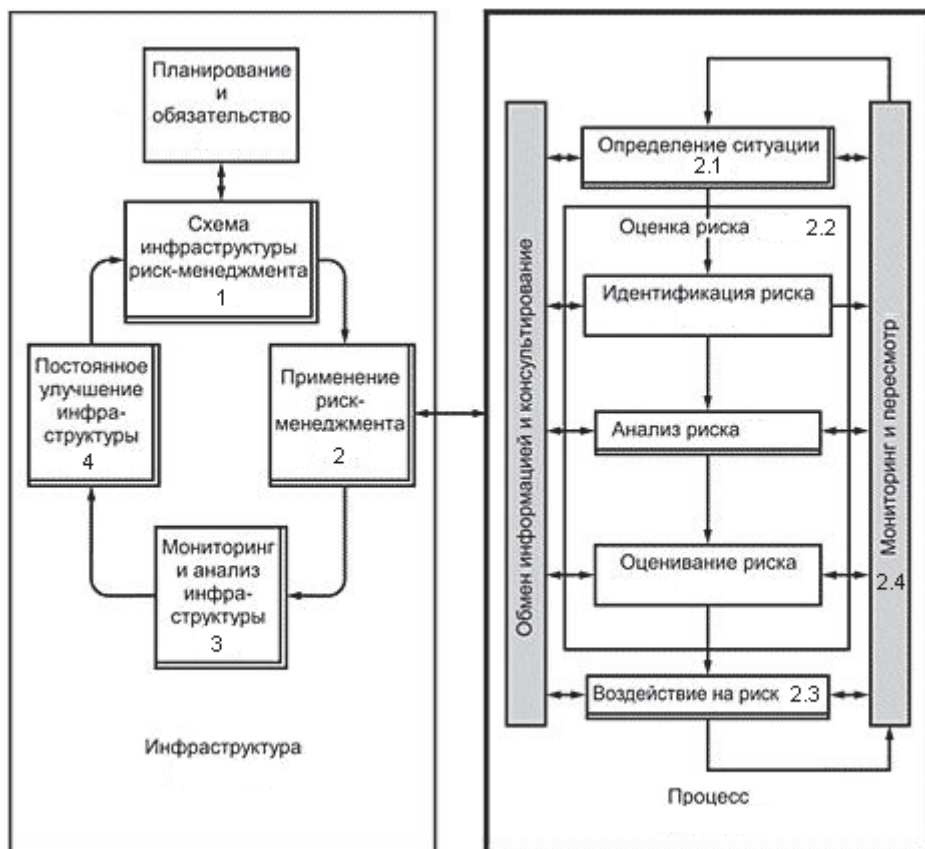 Планирование
и
обязательство
Схема
инфраструктуры
риск-менеджмента
1
Постоянное
улучшение
инфра-
структуры
4
Применение
риск-
менеджмента
2
Мониторинг
и анализ
инфра-
структуры
3
Инфраструктура
Обмен информацией и консультирование
Определение ситуации
2.1
Оценка риска 2.2
Идентификация риска
Анализ риска
Оценивание риска
Воздействие на риск 2.3
Мониторинг и пересмотр
2.4
Процесс